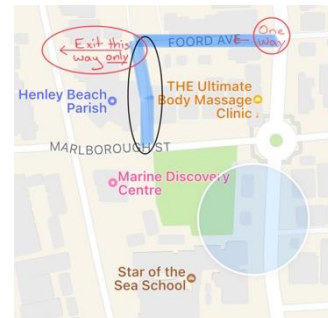 ← Exit this
way only
FOORD AVE
←
One
way
THE Ultimate
Body Massage
Clinic
Henley Beach
Parish
MARLBOROUGH ST
Marine Discovery
Centre
Star of the
Sea School